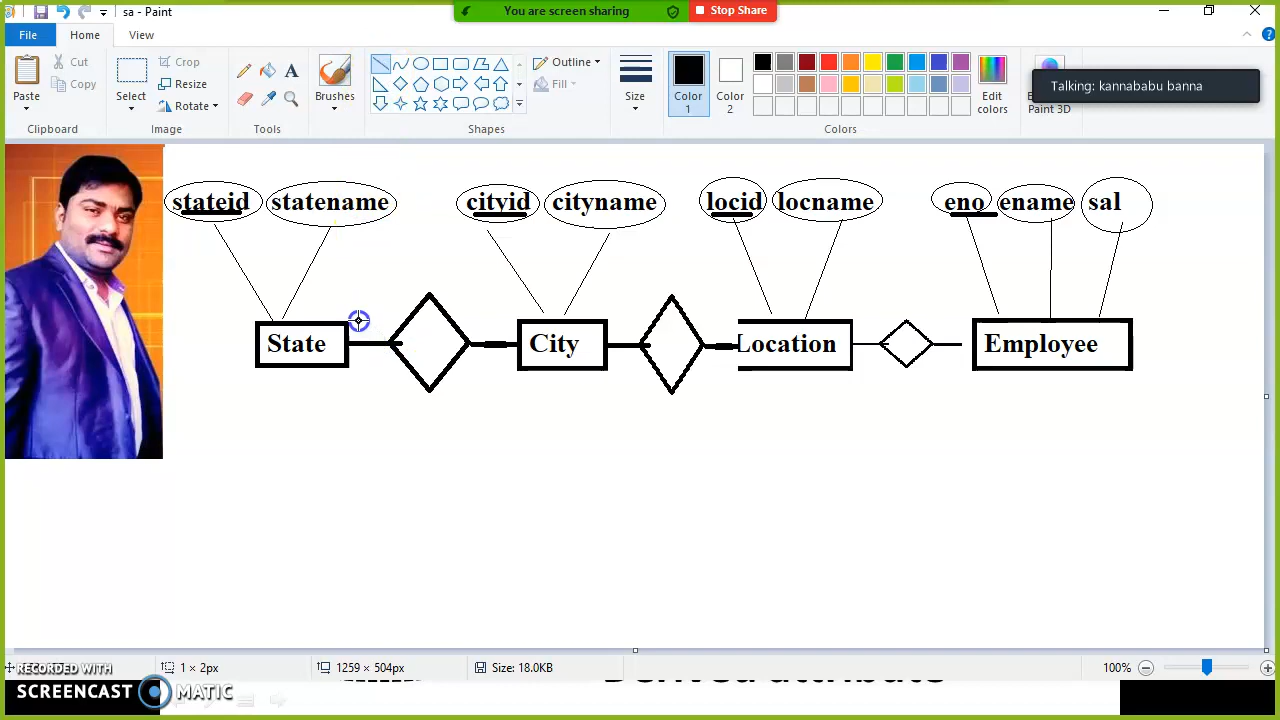 sa - Paint
You are screen sharing
Stop Share
File
Home
View
Paste
Cut
Copy
Clipboard
Select
Crop
Resize
Rotate
Image
Tools
Brushes
Shapes
Outline
Fill
Size
Color 1
Color 2
Colors
Edit colors
Paint 3D
Talking: kannababu banna
stateid statename cityid cityname locid locname eno ename sal
State City Location Employee
1 × 2px
1259 × 504px
Size: 18.0KB
100%
RECORDED WITH
SCREENCAST MATIC
Derived attribute